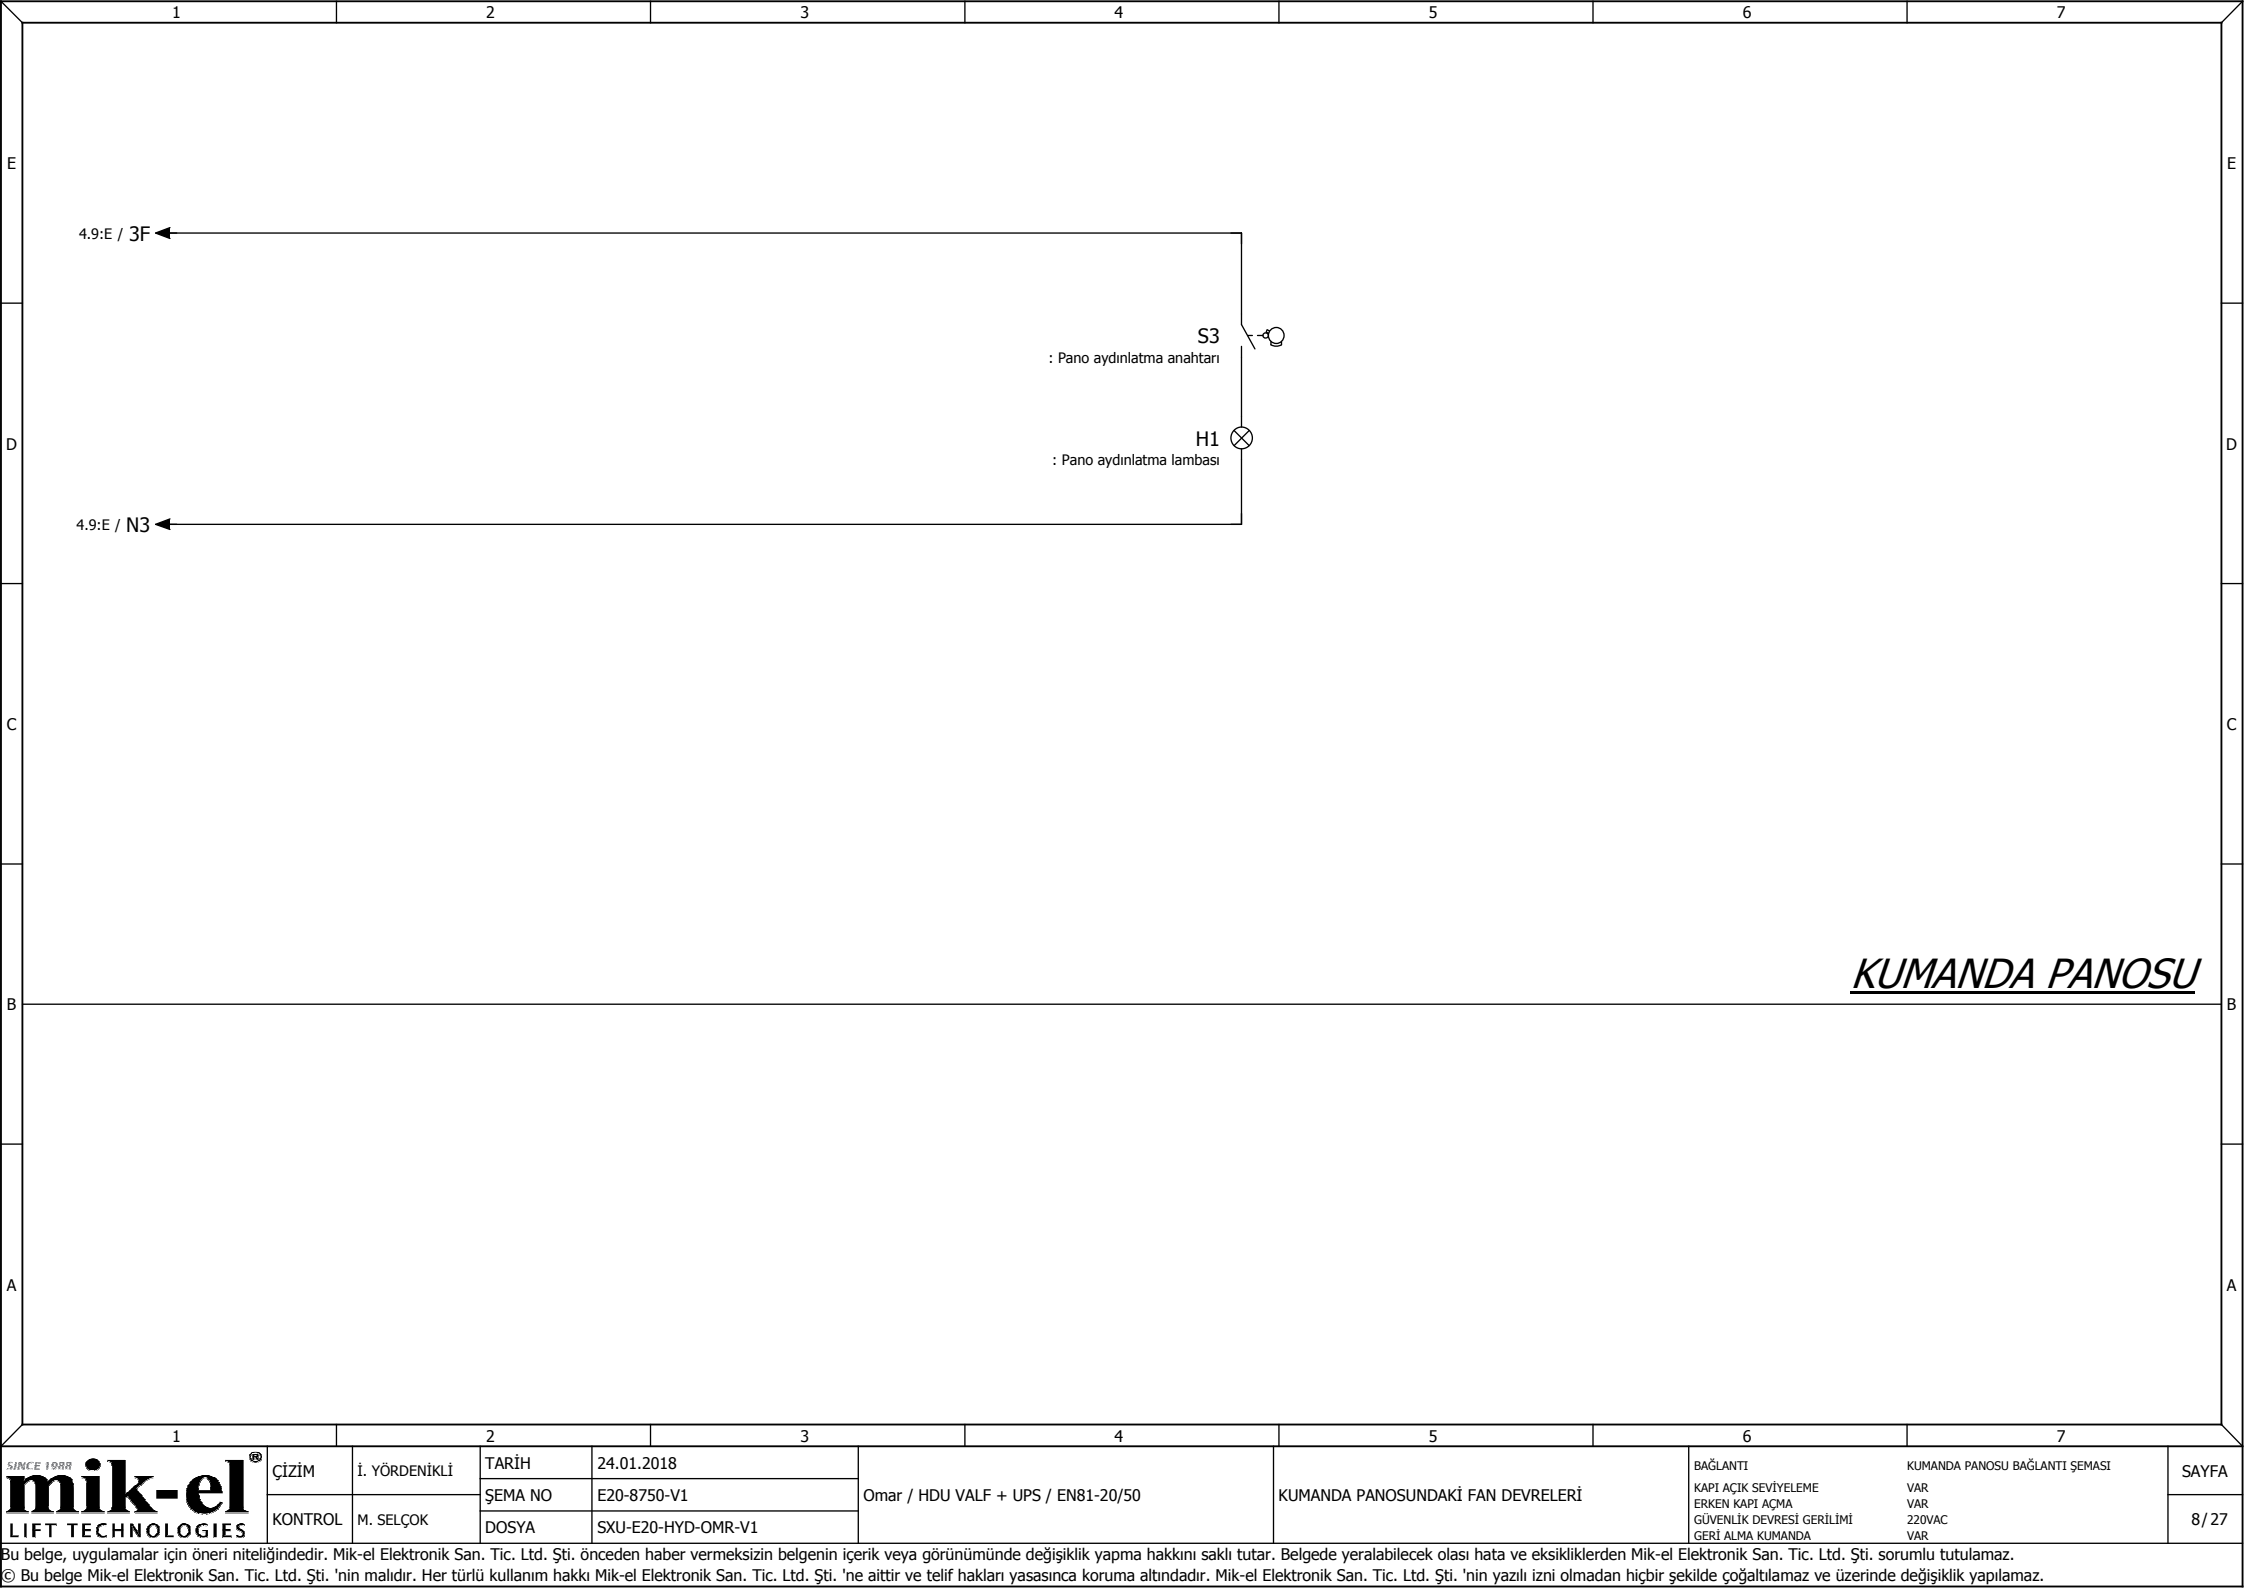 1 2 3 4 5 6 7
E E
4.9:E / 3F
S3
: Pano aydınlatma anahtarı
D D
H1
: Pano aydınlatma lambası
4.9:E / N3
C C
KUMANDA PANOSU
B B
A A
1 2 3 4 5 6 7
SINCE 1988
mik-el®
LIFT TECHNOLOGIES
ÇİZİM İ. YÖRDENİKLİ
KONTROL M. SELÇOK
TARİH 24.01.2018
ŞEMA NO E20-8750-V1
DOSYA SXU-E20-HYD-OMR-V1
Omar / HDU VALF + UPS / EN81-20/50
KUMANDA PANOSUNDAKİ FAN DEVRELERİ
BAĞLANTI KUMANDA PANOSU BAĞLANTI ŞEMASI
KAPI AÇIK SEVİYELEME VAR
ERKEN KAPI AÇMA VAR
GÜVENLİK DEVRESİ GERİLİMİ 220VAC
GERİ ALMA KUMANDA VAR
SAYFA
8/27
Bu belge, uygulamalar için öneri niteliğindedir. Mik-el Elektronik San. Tic. Ltd. Şti. önceden haber vermeksizin belgenin içerik veya görünümünde değişiklik yapma hakkını saklı tutar. Belgede yeralabilecek olası hata ve eksikliklerden Mik-el Elektronik San. Tic. Ltd. Şti. sorumlu tutulamaz.
© Bu belge Mik-el Elektronik San. Tic. Ltd. Şti. 'nin malıdır. Her türlü kullanım hakkı Mik-el Elektronik San. Tic. Ltd. Şti. 'ne aittir ve telif hakları yasasınca koruma altındadır. Mik-el Elektronik San. Tic. Ltd. Şti. 'nin yazılı izni olmadan hiçbir şekilde çoğaltılamaz ve üzerinde değişiklik yapılamaz.